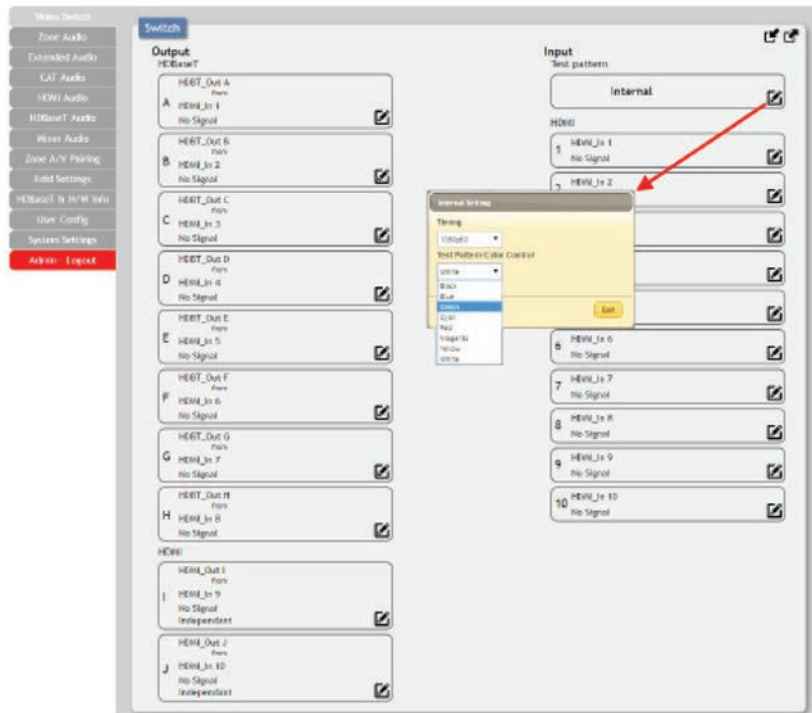 Video Switch
Zone Audio
Extended Audio
CAT Audio
HDMI Audio
HDBaseT Audio
Mixer Audio
Zone A/V Pairing
Edid Settings
HDBaseT & H/W Info
User Config
System Settings
Admin - Logout
Switch
Output
HDBaseT
HDBT_Out A
from
A
HDMI_In 1
No Signal
HDBT_Out B
from
B
HDMI_In 2
No Signal
HDBT_Out C
from
C
HDMI_In 3
No Signal
HDBT_Out D
from
D
HDMI_In 4
No Signal
HDBT_Out E
from
E
HDMI_In 5
No Signal
HDBT_Out F
from
F
HDMI_In 6
No Signal
HDBT_Out G
from
G
HDMI_In 7
No Signal
HDBT_Out H
from
H
HDMI_In 8
No Signal
HDMI
HDMI_Out I
from
I
HDMI_In 9
No Signal
Independant
HDMI_Out J
from
J
HDMI_In 10
No Signal
Independant
Input
Test pattern
Internal
HDMI
1 HDMI_In 1
No Signal
2 HDMI_In 2
Internal Setting
Timing
1080p60
Test Pattern Color Control
White
Black
Blue
Green
Cyan
Red
Magenta
Yellow
White
Exit
6 HDMI_In 6
No Signal
7 HDMI_In 7
No Signal
8 HDMI_In 8
No Signal
9 HDMI_In 9
No Signal
10 HDMI_In 10
No Signal